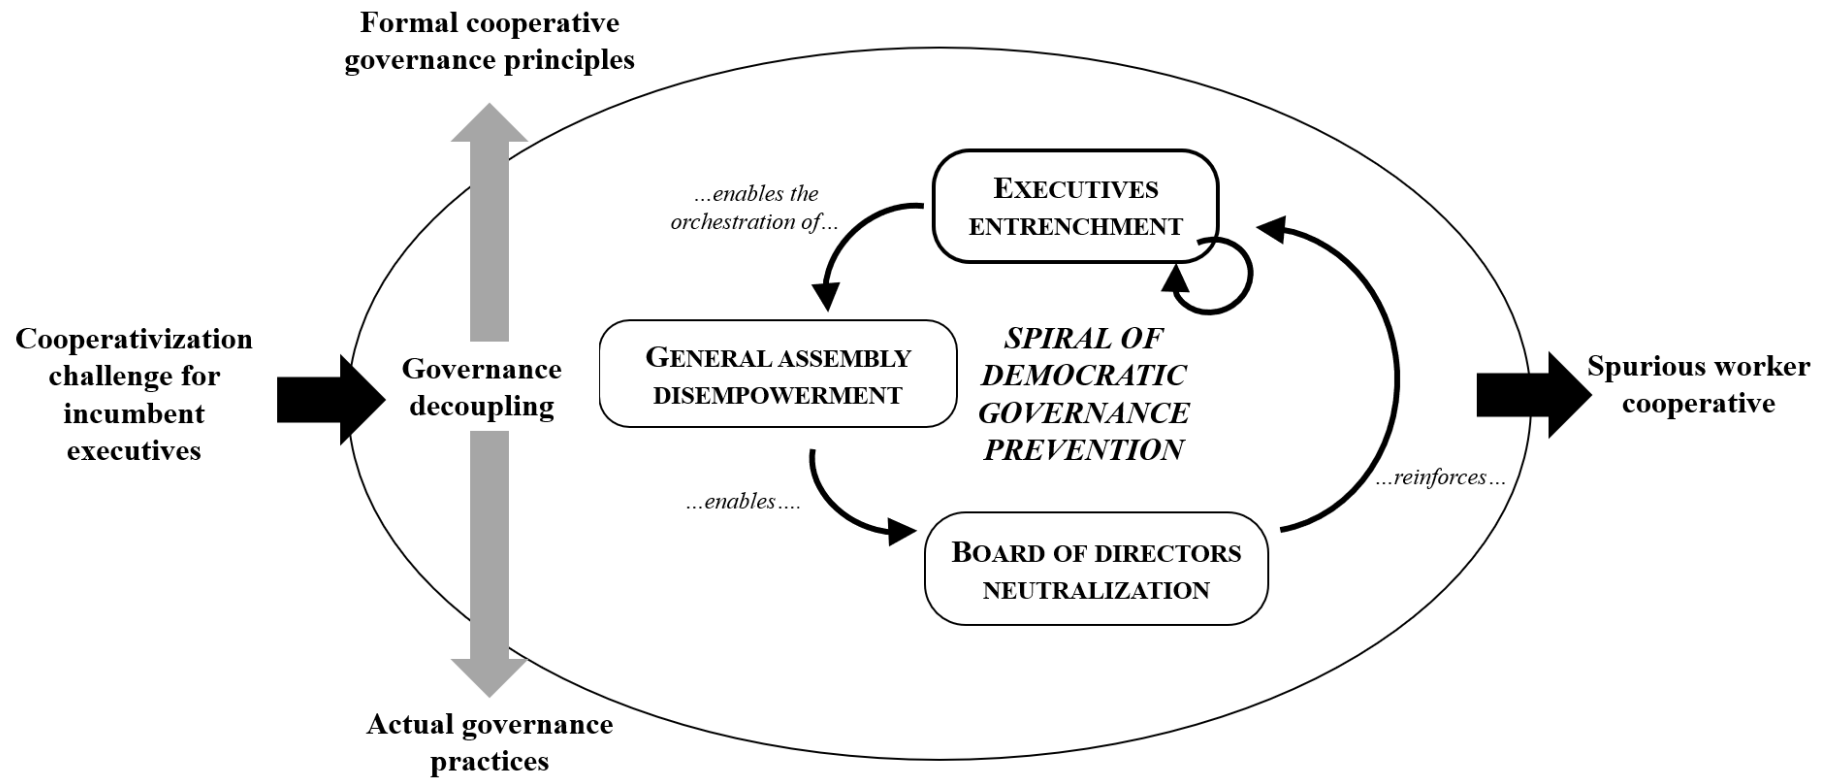 Formal cooperative
governance principles
Cooperativization
challenge for
incumbent
executives
Governance
decoupling
Actual governance
practices
EXECUTIVES
ENTRENCHMENT
…enables the
orchestration of…
GENERAL ASSEMBLY
DISEMPOWERMENT
SPIRAL OF
DEMOCRATIC
GOVERNANCE
PREVENTION
…enables….
BOARD OF DIRECTORS
NEUTRALIZATION
…reinforces…
Spurious worker
cooperative